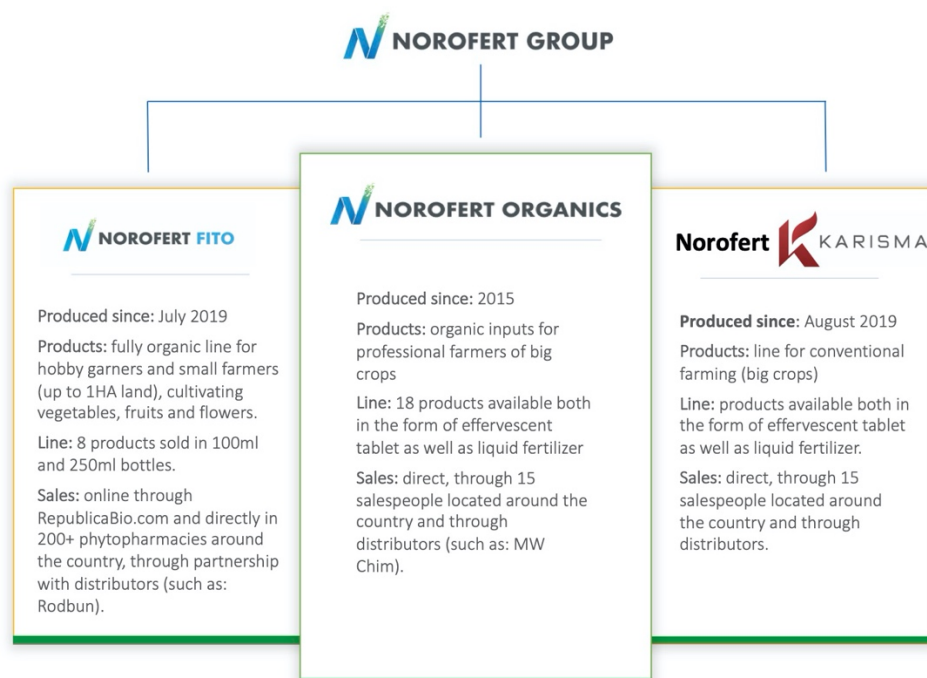 NOROFERT GROUP
NOROFERT FITO
Produced since: July 2019
Products: fully organic line for
hobby garners and small farmers
(up to 1HA land), cultivating
vegetables, fruits and flowers.
Line: 8 products sold in 100ml
and 250ml bottles.
Sales: online through
RepublicaBio.com and directly in
200+ phytopharmacies around
the country, through partnership
with distributors (such as:
Rodbun).
NOROFERT ORGANICS
Produced since: 2015
Products: organic inputs for
professional farmers of big
crops
Line: 18 products available both
in the form of effervescent
tablet as well as liquid fertilizer
Sales: direct, through 15
salespeople located around the
country and through
distributors (such as: MW
Chim).
Norofert K KARISMA
Produced since: August 2019
Products: line for conventional
farming (big crops)
Line: products available both in
the form of effervescent tablet
as well as liquid fertilizer.
Sales: direct, through 15
salespeople located around
the country and through
distributors.